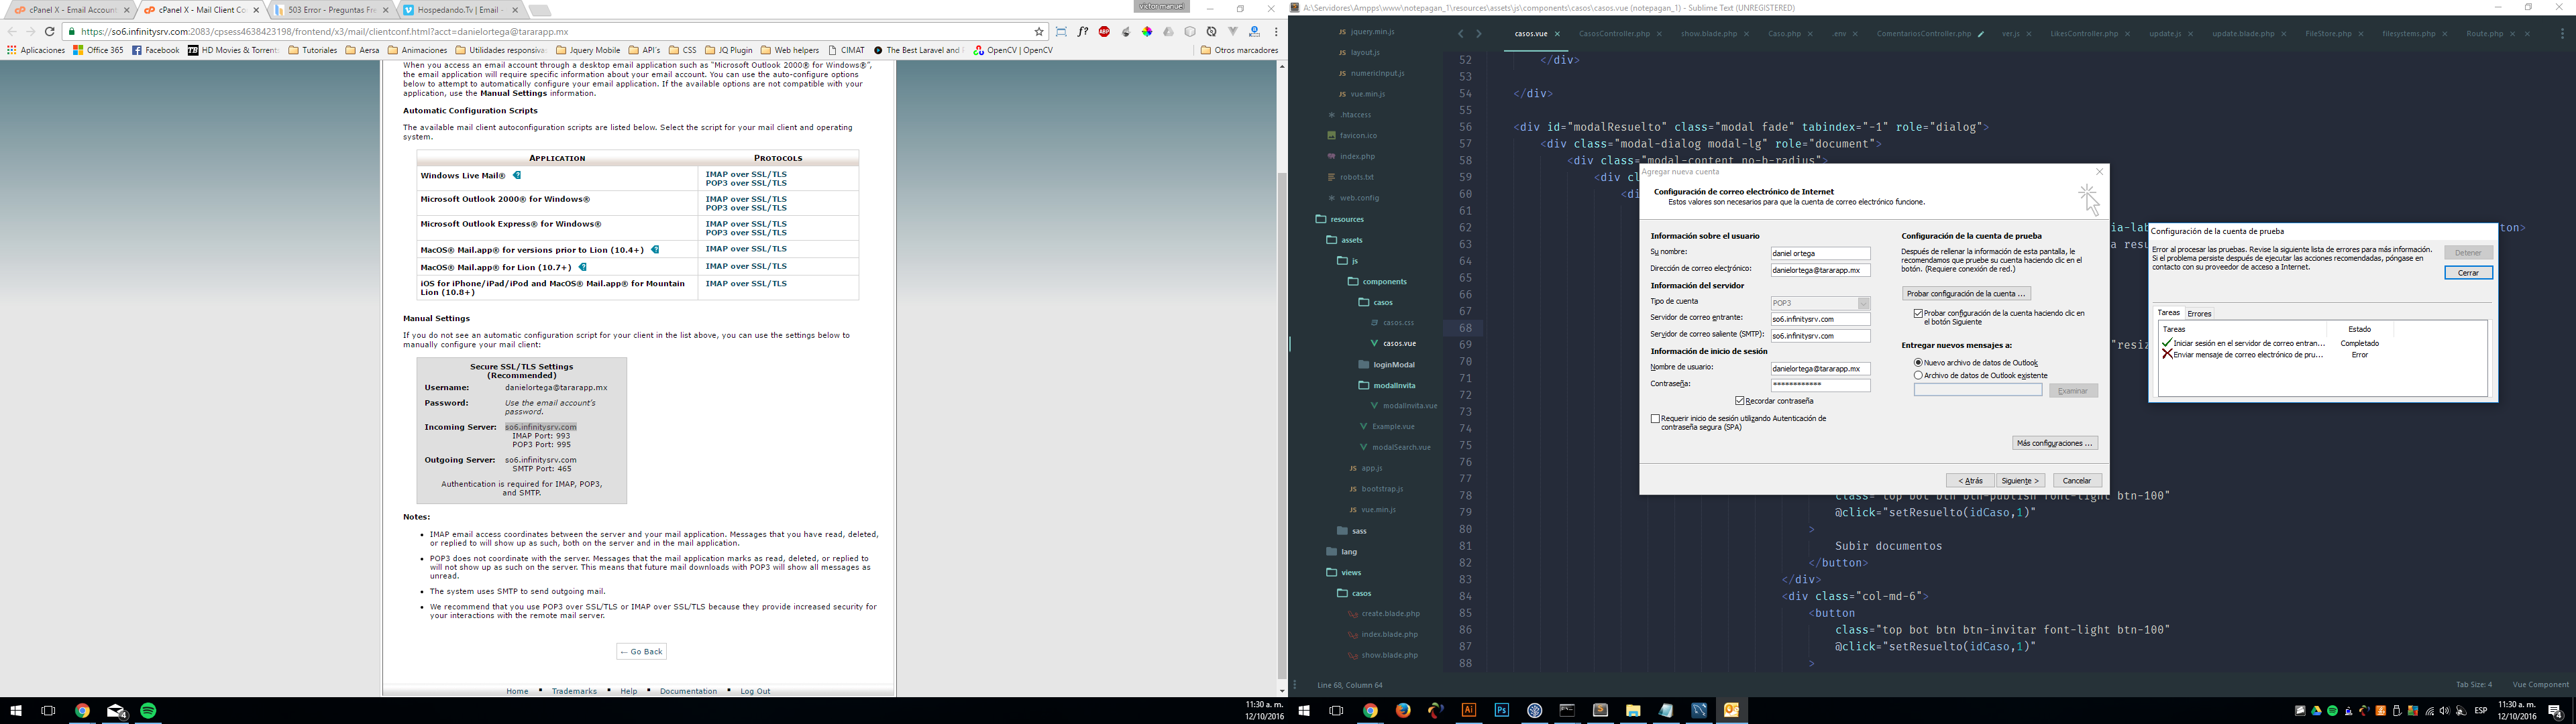 cPanel X - Email Account
cPanel X - Mail Client Co
503 Error - Preguntas Fre
Hospedando.Tv | Email -
victor manuel
https://so6.infinitysrv.com:2083/cpsess4638423198/frontend/x3/mail/clientconf.html?acct=danielortega@tararapp.mx
Aplicaciones
Office 365
Facebook
HD Movies & Torrent
Tutoriales
Aersa
Animaciones
Utilidades responsiva
Jquery Mobile
API's
CSS
JQ Plugin
Web helpers
CIMAT
The Best Laravel and
OpenCV | OpenCV
Otros marcadores
When you access an email account through a desktop email application such as "Microsoft Outlook 2000® for Windows®",
the email application will require specific information about your email account. You can use the auto-configure options
below to attempt to automatically configure your email application. If the available options are not compatible with your
application, use the Manual Settings information.
Automatic Configuration Scripts
The available mail client autoconfiguration scripts are listed below. Select the script for your mail client and operating
system.
APPLICATION PROTOCOLS
Windows Live Mail® IMAP over SSL/TLS
POP3 over SSL/TLS
Microsoft Outlook 2000® for Windows® IMAP over SSL/TLS
POP3 over SSL/TLS
Microsoft Outlook Express® for Windows® IMAP over SSL/TLS
POP3 over SSL/TLS
MacOS® Mail.app® for versions prior to Lion (10.4+) IMAP over SSL/TLS
MacOS® Mail.app® for Lion (10.7+) IMAP over SSL/TLS
iOS for iPhone/iPad/iPod and MacOS® Mail.app® for Mountain IMAP over SSL/TLS
Lion (10.8+)
Manual Settings
If you do not see an automatic configuration script for your client in the list above, you can use the settings below to
manually configure your mail client:
Secure SSL/TLS Settings
(Recommended)
Username: danielortega@tararapp.mx
Password: Use the email account's
password.
Incoming Server: so6.infinitysrv.com
IMAP Port: 993
POP3 Port: 995
Outgoing Server: so6.infinitysrv.com
SMTP Port: 465
Authentication is required for IMAP, POP3,
and SMTP.
Notes:
• IMAP email access coordinates between the server and your mail application. Messages that you have read, deleted,
or replied to will show up as such, both on the server and in the mail application.
• POP3 does not coordinate with the server. Messages that the mail application marks as read, deleted, or replied to
will not show up as such on the server. This means that future mail downloads with POP3 will show all messages as
unread.
• The system uses SMTP to send outgoing mail.
• We recommend that you use POP3 over SSL/TLS or IMAP over SSL/TLS because they provide increased security for
your interactions with the remote mail server.
← Go Back
Home ▪ Trademarks ▪ Help ▪ Documentation ▪ Log Out
11:30 a. m.
12/10/2016
A:\Servidores\Ampps\www\notepagan_1\resources\assets\js\components\casos\casos.vue (notepagan_1) - Sublime Text (UNREGISTERED)
jquery.min.js
layout.js
numericInput.js
vue.min.js
.htaccess
favicon.ico
index.php
robots.txt
web.config
resources
assets
js
components
casos
casos.css
casos.vue
loginModal
modalInvita
modalInvita.vue
Example.vue
modalSearch.vue
app.js
bootstrap.js
vue.min.js
sass
lang
views
casos
create.blade.php
index.blade.php
show.blade.php
casos.vue
CasosController.php
show.blade.php
Caso.php
.env
ComentariosController.php
ver.js
LikesController.php
update.js
update.blade.php
FileStore.php
filesystems.php
Route.php
52 </div>
53
54 </div>
55
56 <div id="modalResuelto" class="modal fade" tabindex="-1" role="dialog">
57 <div class="modal-dialog modal-lg" role="document">
58 <div class="modal-content no-b-radius">
59 <div cl
60 <di
61
62 ia-lab ton>
63 a resu
64
65
66
67
68
69 "resiz
70
71
72
73
74
75
76
77
78 class="top bot btn btn-publish font-light btn-100"
79 @click="setResuelto(idCaso,1)"
80 >
81 Subir documentos
82 </button>
83 </div>
84 <div class="col-md-6">
85 <button
86 class="top bot btn btn-invitar font-light btn-100"
87 @click="setResuelto(idCaso,1)"
88 >
Agregar nueva cuenta
Configuración de correo electrónico de Internet
Estos valores son necesarios para que la cuenta de correo electrónico funcione.
Información sobre el usuario
Su nombre: daniel ortega
Dirección de correo electrónico: danielortega@tararapp.mx
Información del servidor
Tipo de cuenta POP3
Servidor de correo entrante: so6.infinitysrv.com
Servidor de correo saliente (SMTP): so6.infinitysrv.com
Información de inicio de sesión
Nombre de usuario: danielortega@tararapp.mx
Contraseña: ************
Recordar contraseña
Requerir inicio de sesión utilizando Autenticación de
contraseña segura (SPA)
Configuración de la cuenta de prueba
Después de rellenar la información de esta pantalla, le
recomendamos que pruebe su cuenta haciendo clic en el
botón. (Requiere conexión de red.)
Probar configuración de la cuenta ...
Probar configuración de la cuenta haciendo clic en
el botón Siguiente
Entregar nuevos mensajes a:
Nuevo archivo de datos de Outlook
Archivo de datos de Outlook existente
Examinar
Más configuraciones ...
< Atrás
Siguiente >
Cancelar
Configuración de la cuenta de prueba
Error al procesar las pruebas. Revise la siguiente lista de errores para más información.
Si el problema persiste después de ejecutar las acciones recomendadas, póngase en
contacto con su proveedor de acceso a Internet.
Detener
Cerrar
Tareas Errores
Tareas Estado
Iniciar sesión en el servidor de correo entran... Completado
Enviar mensaje de correo electrónico de pru... Error
Line 68, Column 64
Tab Size: 4
Vue Component
ESP
11:30 a. m.
12/10/2016